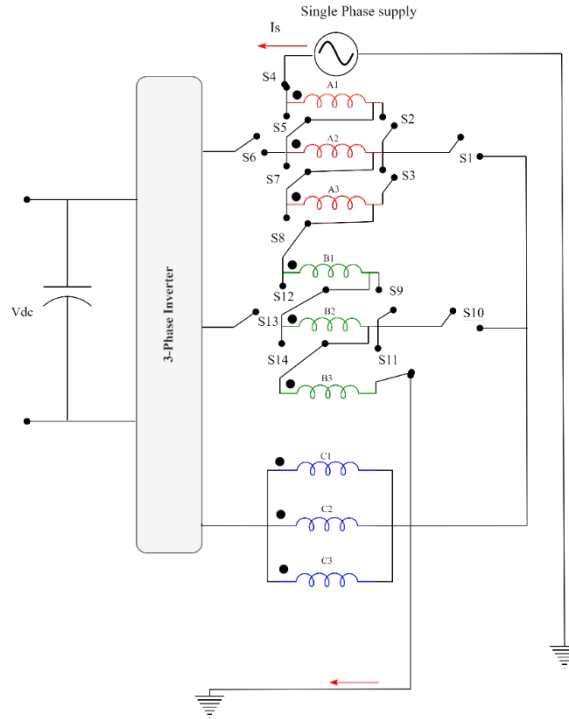 Single Phase supply
Is
S4
A1
S5
S2
A2
S6
S1
S7
S3
A3
S8
B1
S12
S9
B2
S13
S10
S14
S11
B3
Vdc
3-Phase Inverter
C1
C2
C3